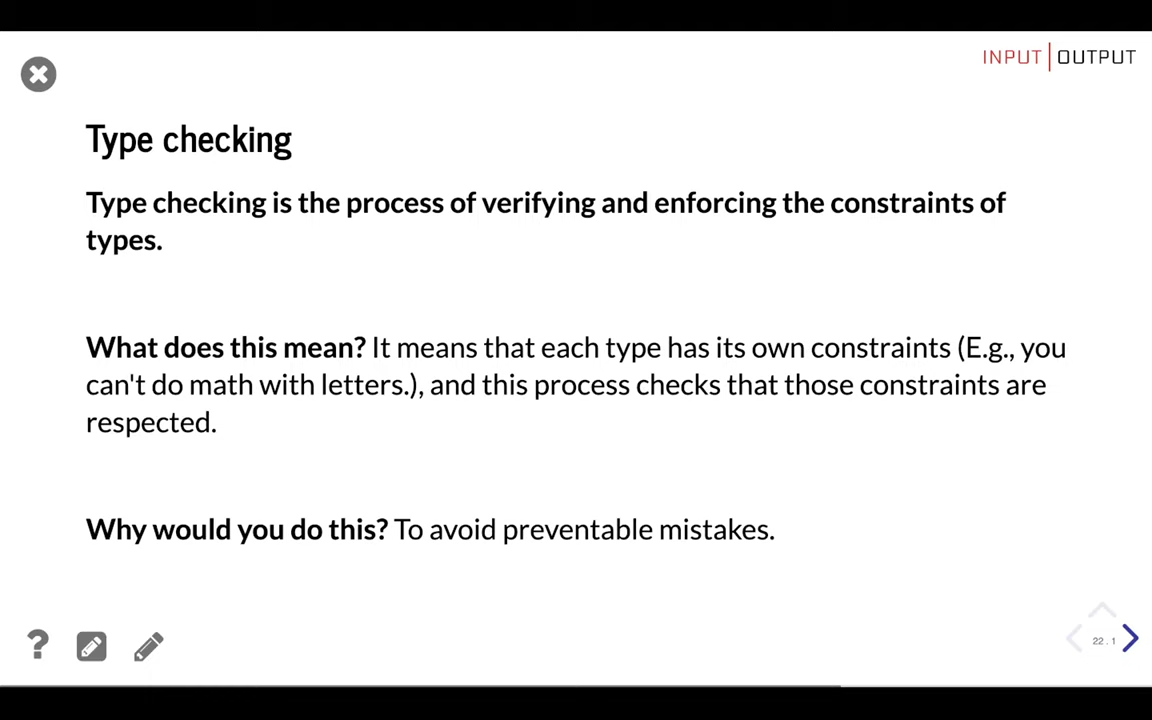 INPUT|OUTPUT
Type checking
Type checking is the process of verifying and enforcing the constraints of
types.
What does this mean? It means that each type has its own constraints (E.g., you
can't do math with letters.), and this process checks that those constraints are
respected.
Why would you do this? To avoid preventable mistakes.
?
22 . 1